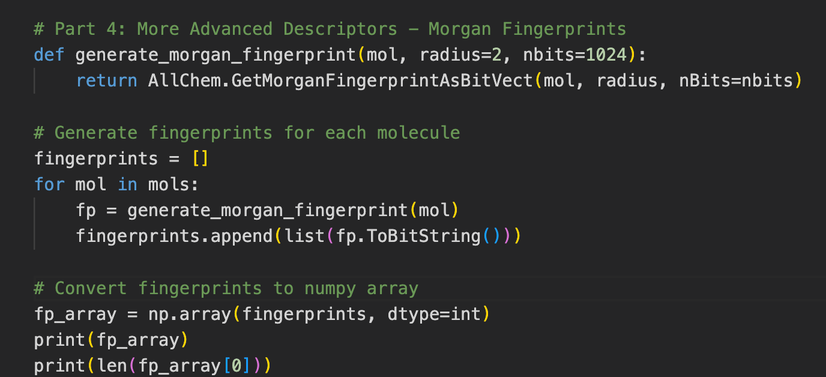 # Part 4: More Advanced Descriptors - Morgan Fingerprints
def generate_morgan_fingerprint(mol, radius=2, nbits=1024):
    return AllChem.GetMorganFingerprintAsBitVect(mol, radius, nBits=nbits)
# Generate fingerprints for each molecule
fingerprints = []
for mol in mols:
    fp = generate_morgan_fingerprint(mol)
    fingerprints.append(list(fp.ToBitString()))
# Convert fingerprints to numpy array
fp_array = np.array(fingerprints, dtype=int)
print(fp_array)
print(len(fp_array[0]))